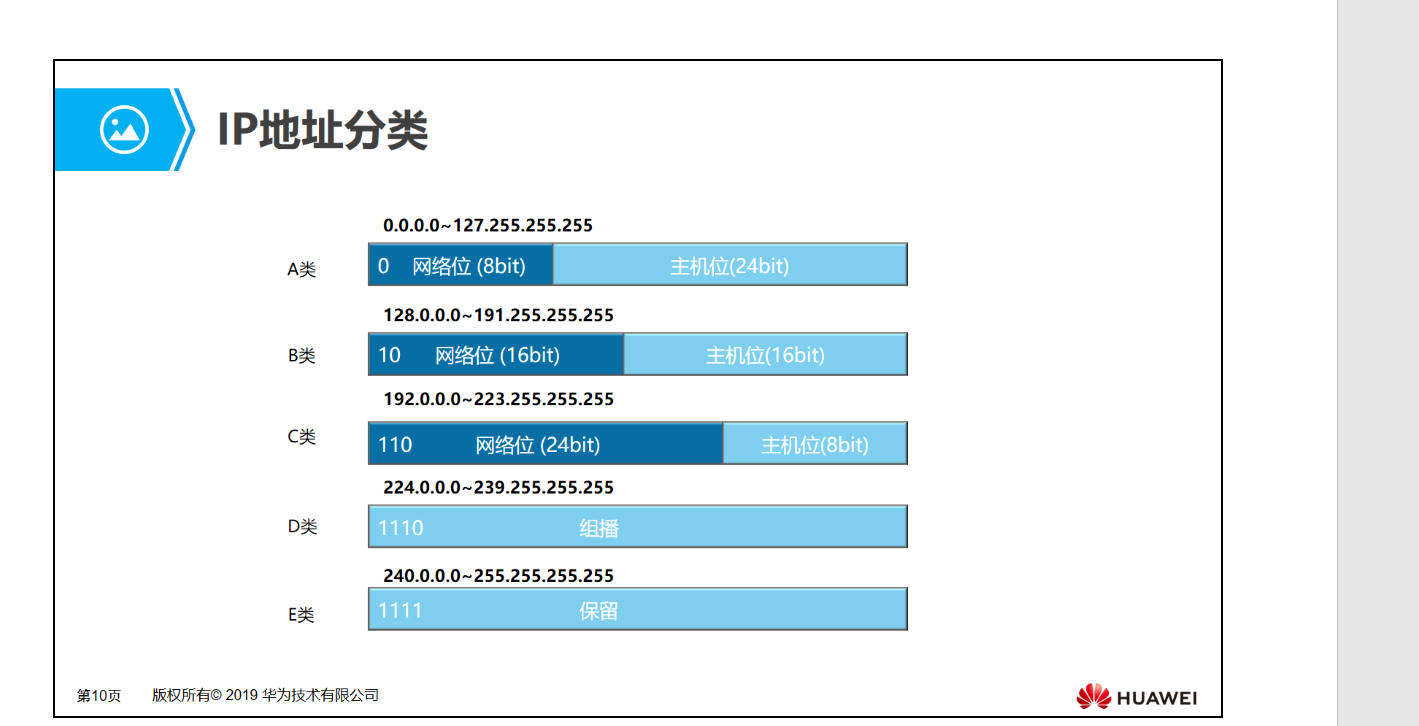 IP地址分类
0.0.0.0~127.255.255.255
A类 0 网络位 (8bit) 主机位(24bit)
128.0.0.0~191.255.255.255
B类 10 网络位 (16bit) 主机位(16bit)
192.0.0.0~223.255.255.255
C类 110 网络位 (24bit) 主机位(8bit)
224.0.0.0~239.255.255.255
D类 1110 组播
240.0.0.0~255.255.255.255
E类 1111 保留
第10页 版权所有© 2019 华为技术有限公司 HUAWEI